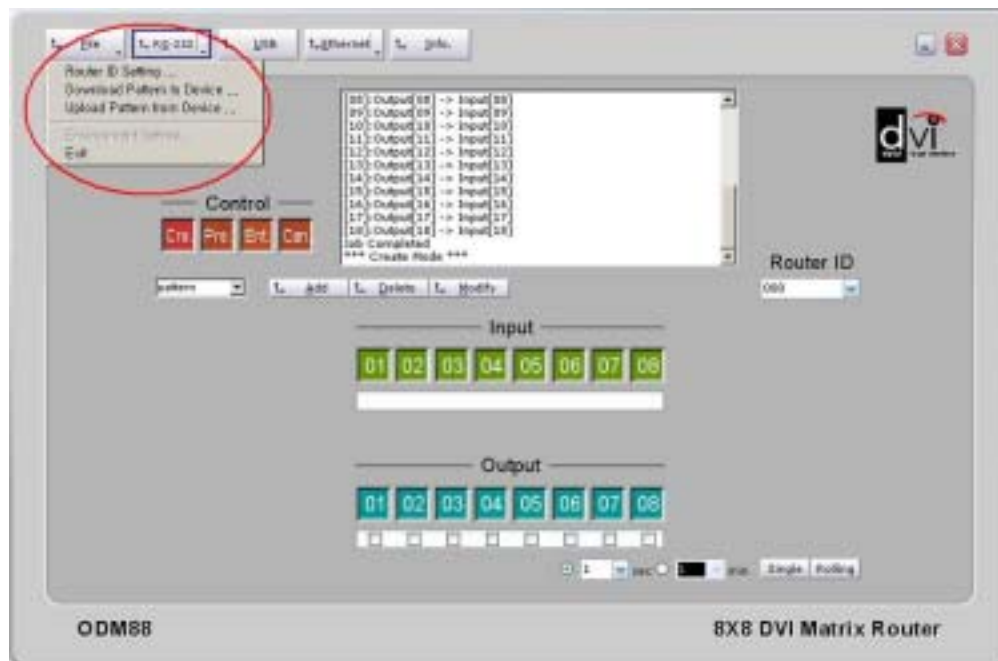 File RS-232 USB Ethernet Info.
Router ID Setting ...
Download Pattern to Device ...
Upload Pattern from Device ...
Exit
[08]:Output[08] -> Input[08]
[09]:Output[09] -> Input[09]
[10]:Output[10] -> Input[10]
[11]:Output[11] -> Input[11]
[12]:Output[12] -> Input[12]
[13]:Output[13] -> Input[13]
[14]:Output[14] -> Input[14]
[15]:Output[15] -> Input[15]
[16]:Output[16] -> Input[16]
[17]:Output[17] -> Input[17]
[18]:Output[18] -> Input[18]
Job Completed
*** Create Mode ***
dvi
Control
Cre. Pre. Ent. Can
Router ID
pattern Add Delete Modify
000
Input
01 02 03 04 05 06 07 08
Output
01 02 03 04 05 06 07 08
1 sec 1 min Single Rolling
ODM88
8X8 DVI Matrix Router